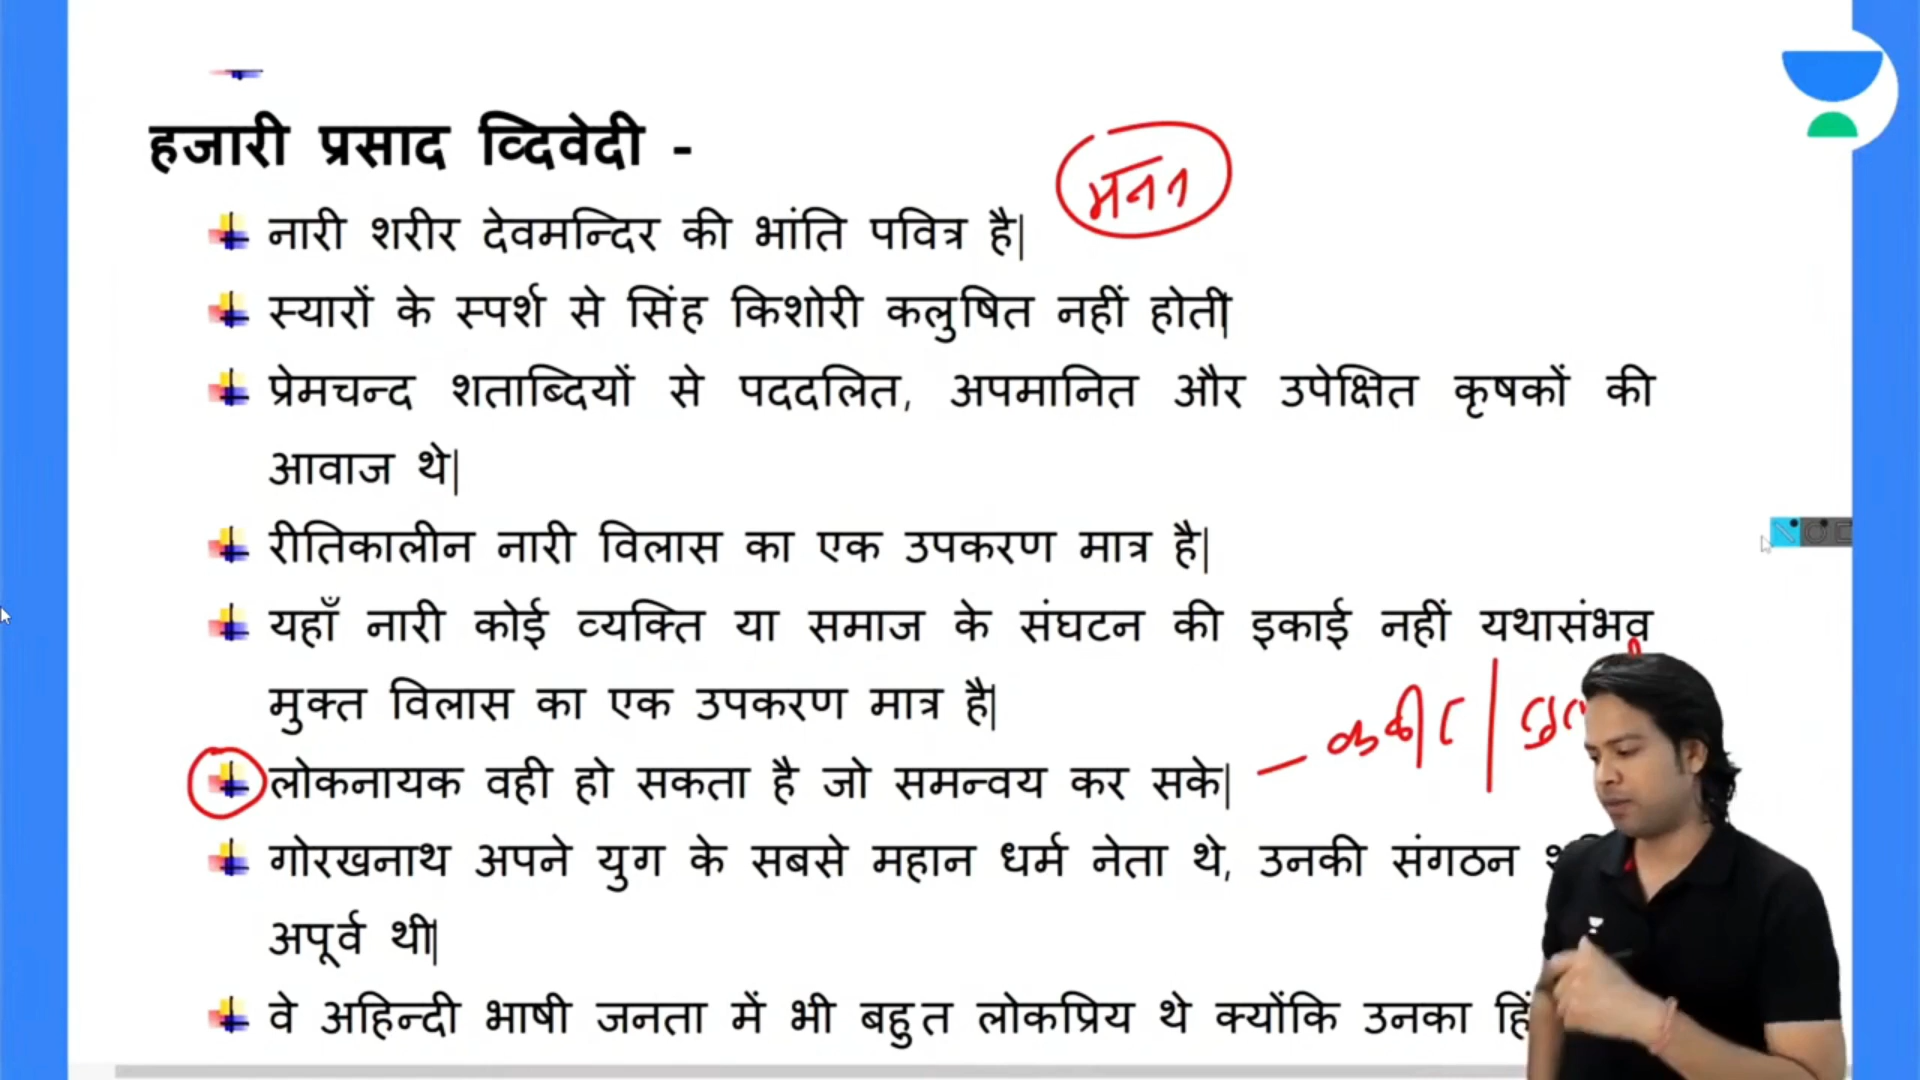 हजारी प्रसाद व्दिवेदी -
मनन
नारी शरीर देवमन्दिर की भांति पवित्र है|
स्यारों के स्पर्श से सिंह किशोरी कलुषित नहीं होती|
प्रेमचन्द शताब्दियों से पददलित, अपमानित और उपेक्षित कृषकों की
आवाज थे|
रीतिकालीन नारी विलास का एक उपकरण मात्र है|
यहाँ नारी कोई व्यक्ति या समाज के संघटन की इकाई नहीं यथासंभव
मुक्त विलास का एक उपकरण मात्र है|
लोकनायक वही हो सकता है जो समन्वय कर सके| - कबीर |
गोरखनाथ अपने युग के सबसे महान धर्म नेता थे, उनकी संगठन
अपूर्व थी|
वे अहिन्दी भाषी जनता में भी बहुत लोकप्रिय थे क्योंकि उनका